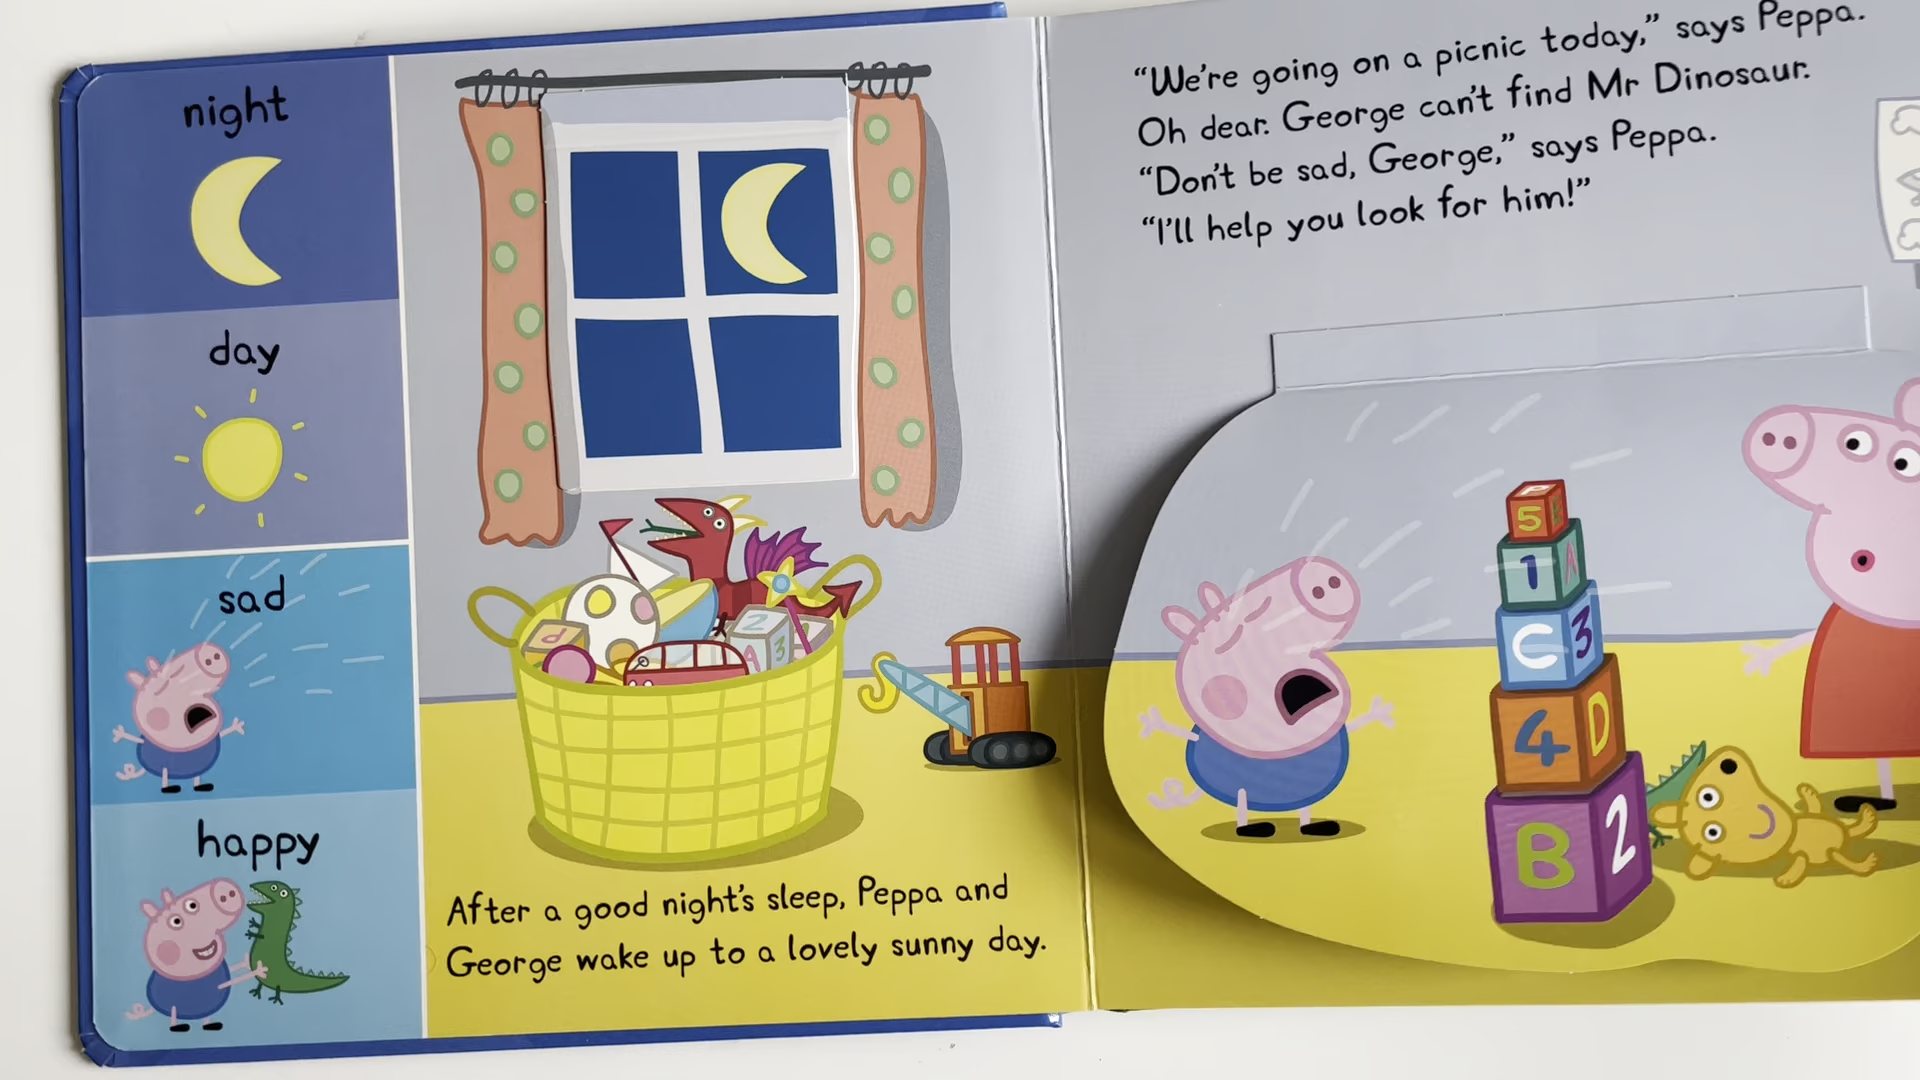 night
day
sad
happy
After a good night's sleep, Peppa and
George wake up to a lovely sunny day.
“We're going on a picnic today,” says Peppa.
Oh dear. George can't find Mr Dinosaur.
“Don't be sad, George,” says Peppa.
“I'll help you look for him!”
5
1 A
C 3
4 D
B 2
2
A 3